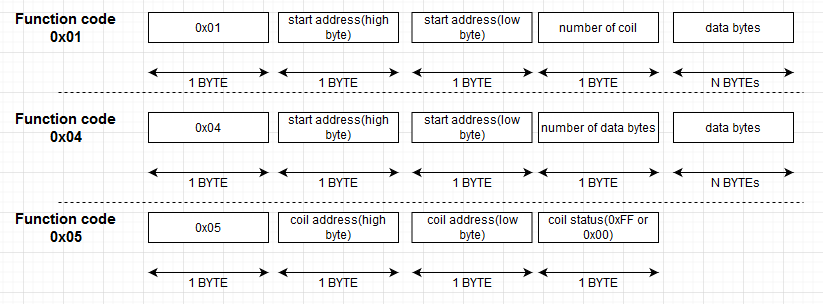 Function code
0x01
0x01
start address(high
byte)
start address(low
byte)
number of coil
data bytes
1 BYTE
1 BYTE
1 BYTE
1 BYTE
N BYTEs
Function code
0x04
0x04
start address(high
byte)
start address(low
byte)
number of data bytes
data bytes
1 BYTE
1 BYTE
1 BYTE
1 BYTE
N BYTEs
Function code
0x05
0x05
coil address(high
byte)
coil address(low
byte)
coil status(0xFF or
0x00)
1 BYTE
1 BYTE
1 BYTE
1 BYTE